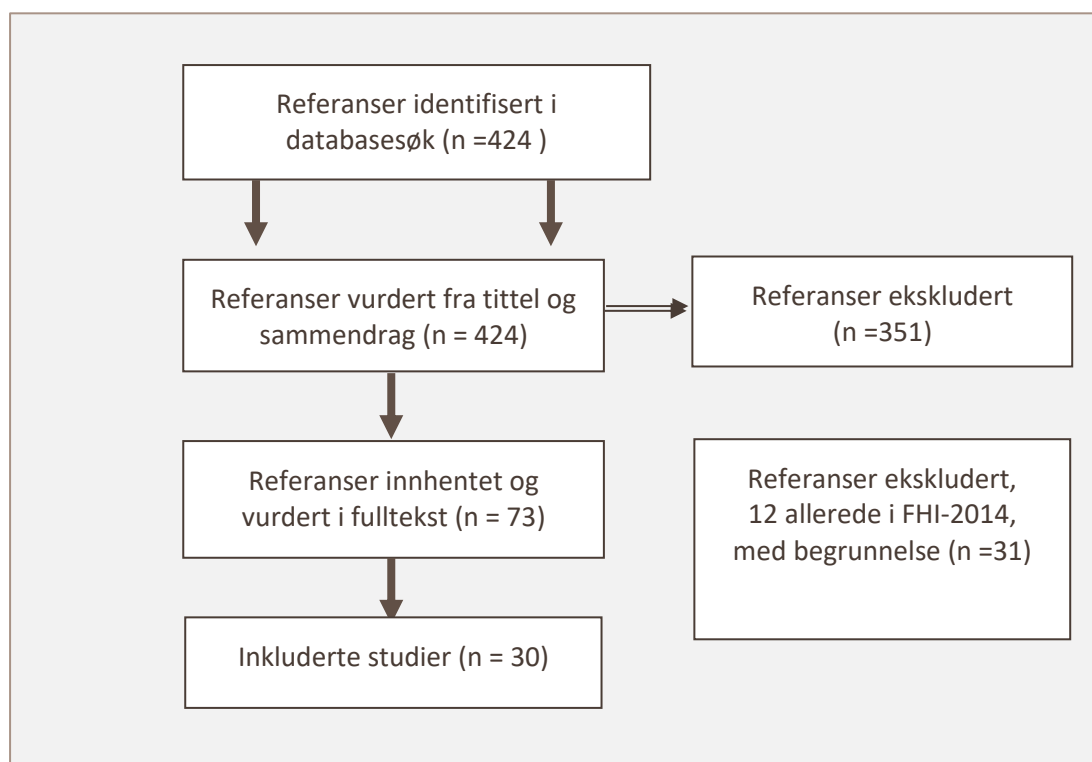 Referanser identifisert i
databasesøk (n =424 )
Referanser vurdert fra tittel og
sammendrag (n = 424)
Referanser ekskludert
(n =351)
Referanser innhentet og
vurdert i fulltekst (n = 73)
Referanser ekskludert,
12 allerede i FHI-2014,
med begrunnelse (n =31)
Inkluderte studier (n = 30)